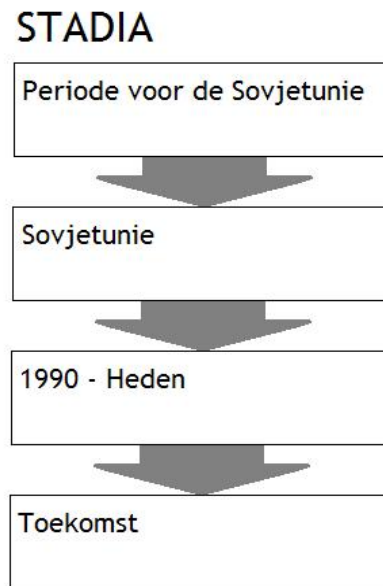 STADIA
Periode voor de Sovjetunie
Sovjetunie
1990 - Heden
Toekomst